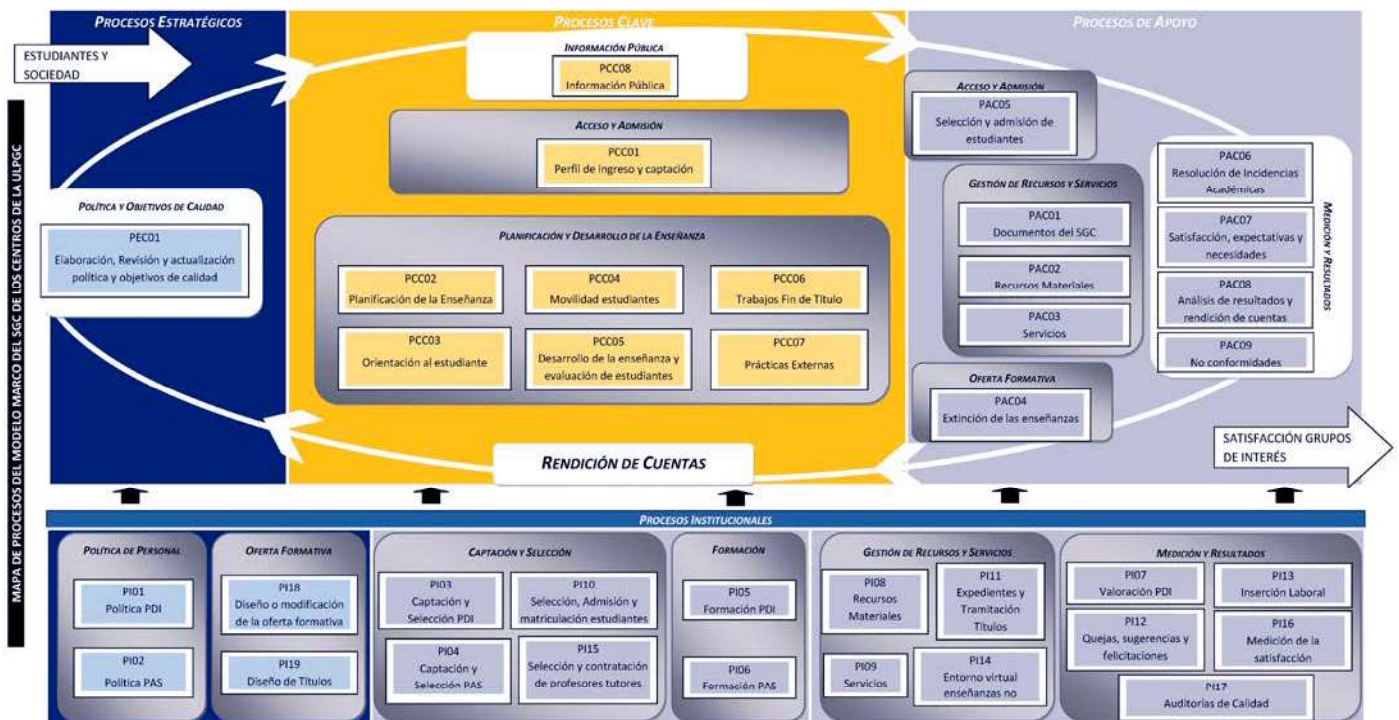 MAPA DE PROCESOS DEL MODELO MARCO DEL SGC DE LOS CENTROS DE LA ULPGC
PROCESOS ESTRATÉGICOS
ESTUDIANTES Y
SOCIEDAD
POLÍTICA Y OBJETIVOS DE CALIDAD
PEC01
Elaboración, Revisión y actualización
política y objetivos de calidad
PROCESOS CLAVE
INFORMACIÓN PÚBLICA
PCC08
Información Pública
ACCESO Y ADMISIÓN
PCC01
Perfil de ingreso y captación
PLANIFICACIÓN Y DESARROLLO DE LA ENSEÑANZA
PCC02
Planificación de la Enseñanza
PCC04
Movilidad estudiantes
PCC06
Trabajos Fin de Título
PCC03
Orientación al estudiante
PCC05
Desarrollo de la enseñanza y
evaluación de estudiantes
PCC07
Prácticas Externas
RENDICIÓN DE CUENTAS
PROCESOS DE APOYO
ACCESO Y ADMISIÓN
PAC05
Selección y admisión de
estudiantes
GESTIÓN DE RECURSOS Y SERVICIOS
PAC01
Documentos del SGC
PAC02
Recursos Materiales
PAC03
Servicios
OFERTA FORMATIVA
PAC04
Extinción de las enseñanzas
MEDICIÓN Y RESULTADOS
PAC06
Resolución de Incidencias
Académicas
PAC07
Satisfacción, expectativas y
necesidades
PAC08
Análisis de resultados y
rendición de cuentas
PAC09
No conformidades
SATISFACCIÓN GRUPOS
DE INTERÉS
PROCESOS INSTITUCIONALES
POLÍTICA DE PERSONAL
PI01
Política PDI
PI02
Política PAS
OFERTA FORMATIVA
PI18
Diseño o modificación
de la oferta formativa
PI19
Diseño de Títulos
CAPTACIÓN Y SELECCIÓN
PI03
Captación y
Selección PDI
PI10
Selección, Admisión y
matriculación estudiantes
PI04
Captación y
Selección PAS
PI15
Selección y contratación
de profesores tutores
FORMACIÓN
PI05
Formación PDI
PI06
Formación PAS
GESTIÓN DE RECURSOS Y SERVICIOS
PI08
Recursos
Materiales
PI11
Expedientes y
Tramitación
Títulos
PI09
Servicios
PI14
Entorno virtual
enseñanzas no
MEDICIÓN Y RESULTADOS
PI07
Valoración PDI
PI13
Inserción Laboral
PI12
Quejas, sugerencias y
felicitaciones
PI16
Medición de la
satisfacción
PI17
Auditorías de Calidad